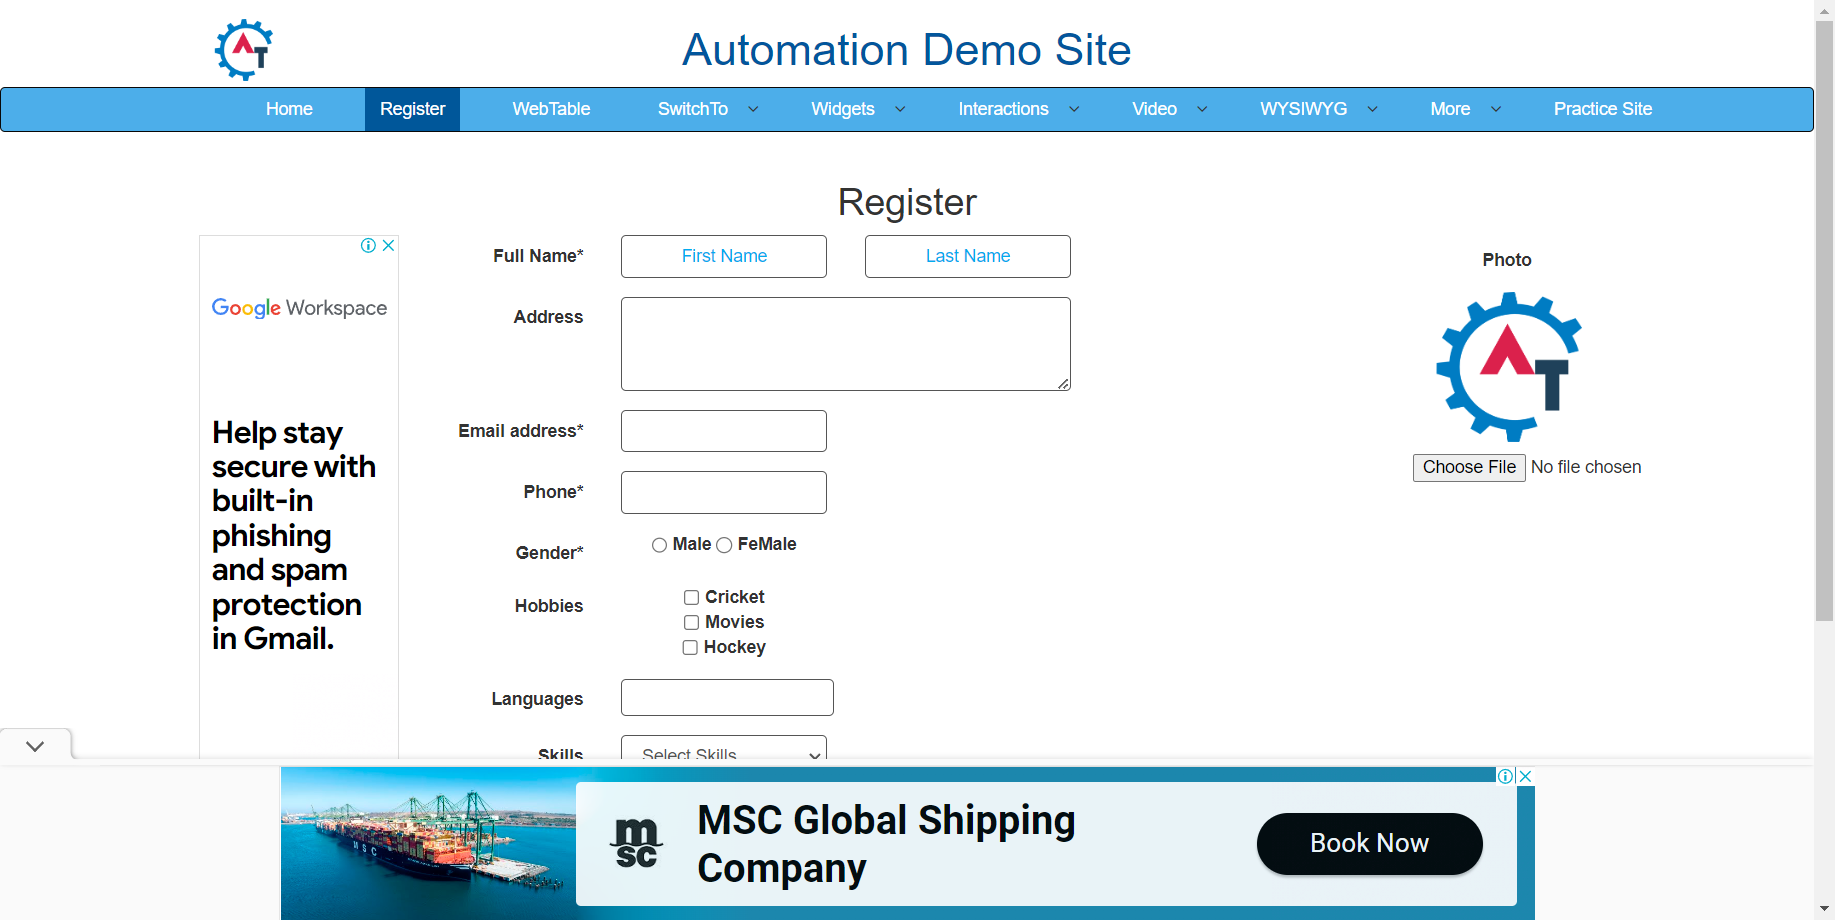 Automation Demo Site
Home Register WebTable SwitchTo Widgets Interactions Video WYSIWYG More Practice Site
Register
Full Name* First Name Last Name
Photo
Address
Email address*
Phone*
Choose File No file chosen
Gender* Male FeMale
Hobbies Cricket
Movies
Hockey
Languages
Skills Select Skills
Google Workspace
Help stay
secure with
built-in
phishing
and spam
protection
in Gmail.
MSC
msc
MSC Global Shipping
Company
Book Now